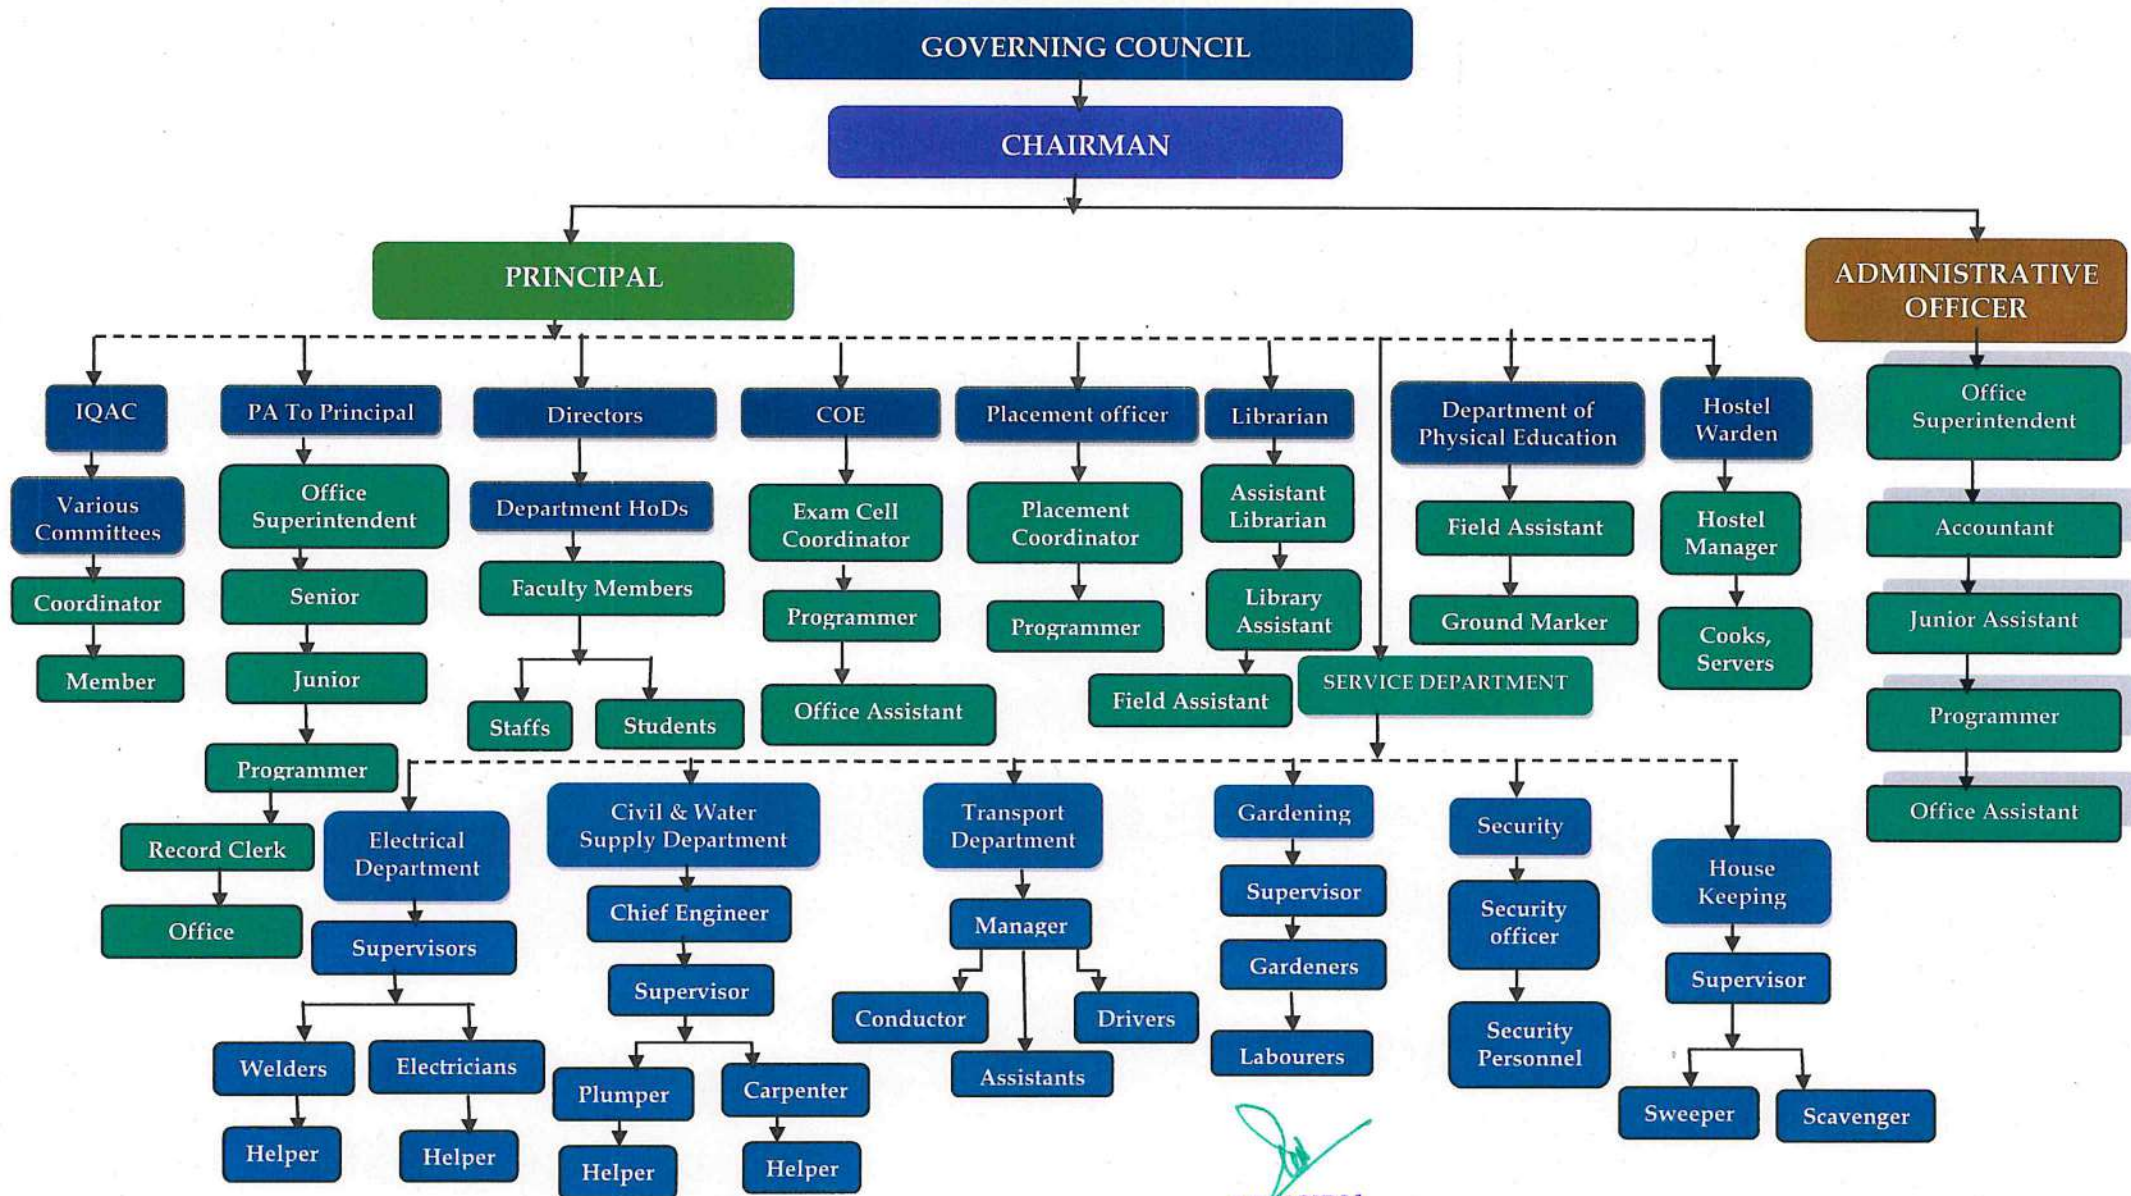 GOVERNING COUNCIL
CHAIRMAN
PRINCIPAL
ADMINISTRATIVE
OFFICER
IQAC
PA To Principal
Directors
COE
Placement officer
Librarian
Department of
Physical Education
Hostel
Warden
Office
Superintendent
Various
Committees
Office
Superintendent
Department HoDs
Exam Cell
Coordinator
Placement
Coordinator
Assistant
Librarian
Field Assistant
Hostel
Manager
Accountant
Coordinator
Senior
Faculty Members
Programmer
Programmer
Library
Assistant
Ground Marker
Cooks,
Servers
Junior Assistant
Member
Junior
Staffs
Students
Office Assistant
Field Assistant
SERVICE DEPARTMENT
Programmer
Programmer
Record Clerk
Office
Electrical
Department
Civil & Water
Supply Department
Transport
Department
Gardening
Security
House
Keeping
Office Assistant
Supervisors
Chief Engineer
Manager
Supervisor
Security
officer
Supervisor
Supervisor
Conductor
Drivers
Gardeners
Security
Personnel
Welders
Electricians
Plumper
Carpenter
Assistants
Labourers
Sweeper
Scavenger
Helper
Helper
Helper
Helper